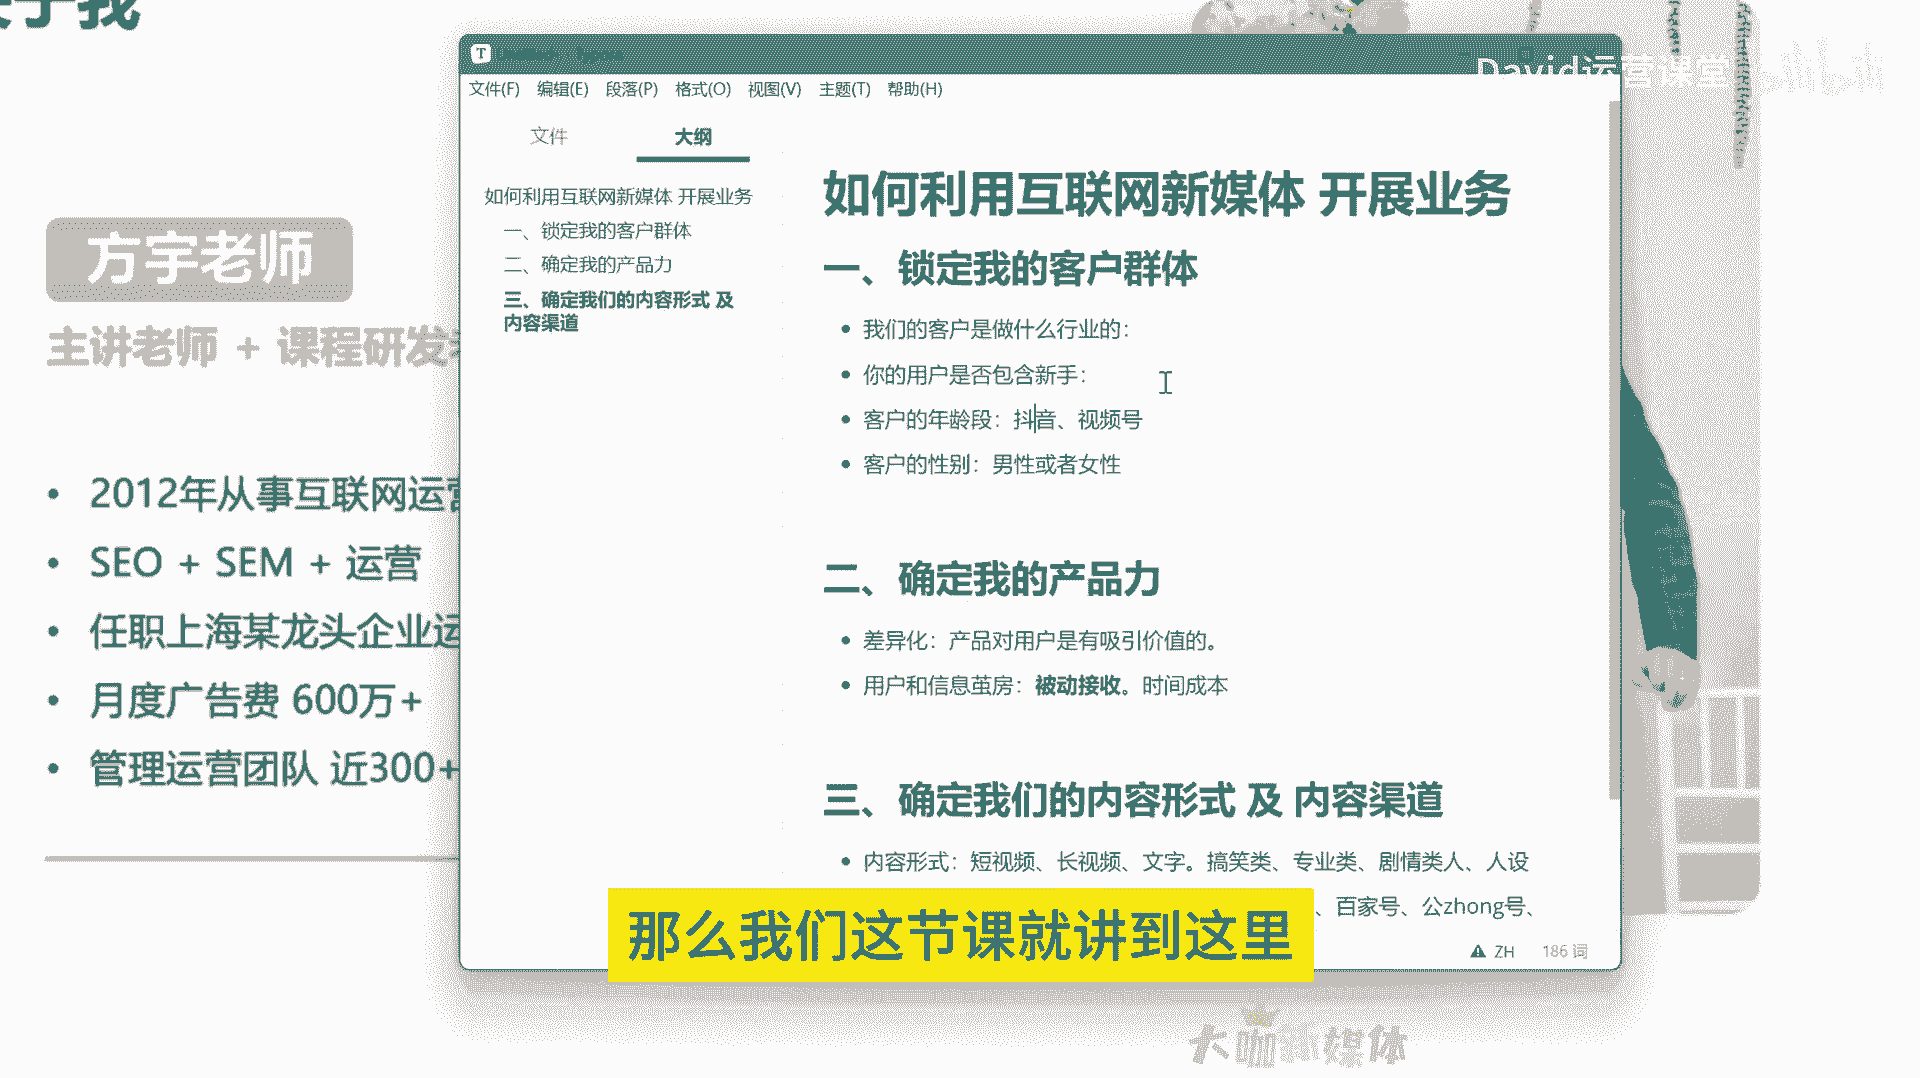 于我
方宇老师
主讲老师 + 课程研发
2012年从事互联网运营
SEO + SEM + 运营
任职上海某龙头企业运
月度广告费 600万+
管理运营团队 近300+
David运营课堂
bilibili
文件(F) 编辑(E) 段落(P) 格式(O) 视图(V) 主题(T) 帮助(H)
文件 大纲
如何利用互联网新媒体 开展业务
一、锁定我的客户群体
二、确定我的产品力
三、确定我们的内容形式 及
内容渠道
如何利用互联网新媒体 开展业务
一、锁定我的客户群体
我们的客户是做什么行业的：
你的用户是否包含新手：
客户的年龄段：抖音、视频号
客户的性别：男性或者女性
二、确定我的产品力
差异化：产品对用户是有吸引价值的。
用户和信息茧房：被动接收。时间成本
三、确定我们的内容形式 及 内容渠道
内容形式：短视频、长视频、文字。搞笑类、专业类、剧情类人、人设
、百家号、公zhong号、
ZH 186 词
那么我们这节课就讲到这里
大咖新媒体